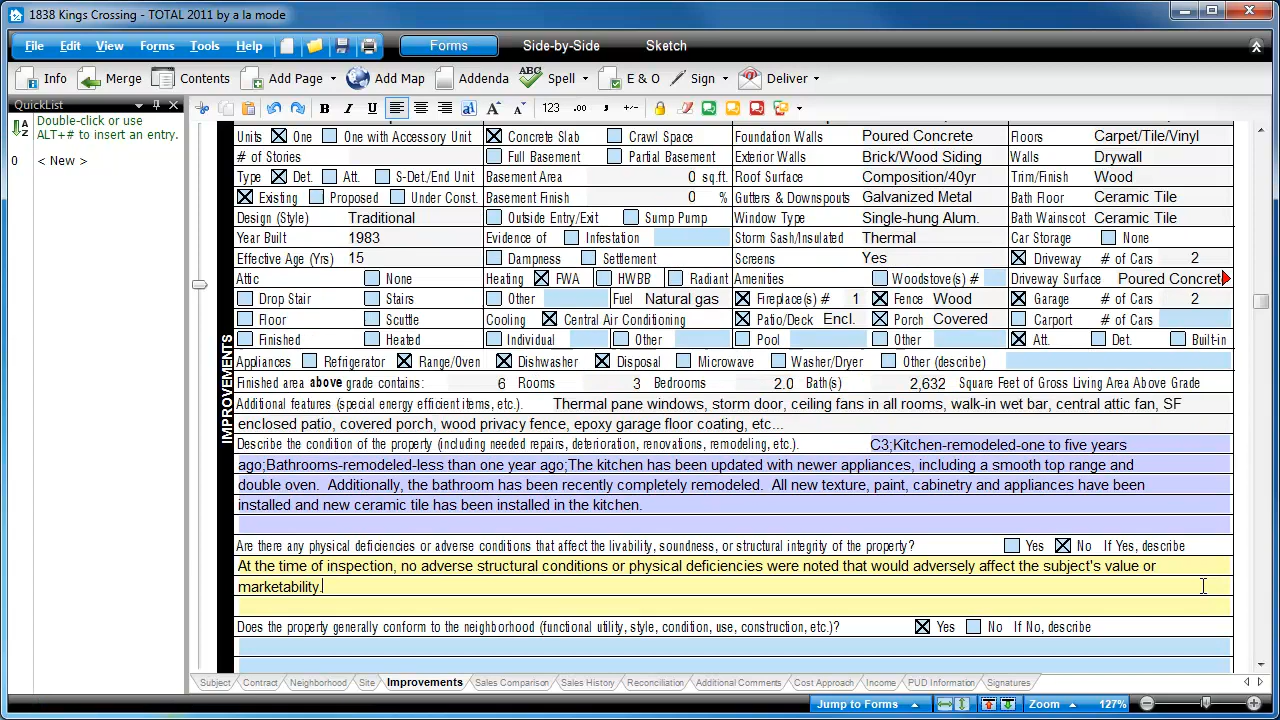 1838 Kings Crossing - TOTAL 2011 by a la mode
File Edit View Forms Tools Help Forms Side-by-Side Sketch
Info Merge Contents Add Page Add Map Addenda ABC Spell E & O Sign Deliver
QuickList
B I U A A A 123 .00 , +/-
Double-click or use
ALT+# to insert an entry.
0 < New >
IMPROVEMENTS
Units One One with Accessory Unit Concrete Slab Crawl Space Foundation Walls Poured Concrete Floors Carpet/Tile/Vinyl
# of Stories Full Basement Partial Basement Exterior Walls Brick/Wood Siding Walls Drywall
Type Det. Att. S-Det./End Unit Basement Area 0 sq.ft. Roof Surface Composition/40yr Trim/Finish Wood
Existing Proposed Under Const. Basement Finish 0 % Gutters & Downspouts Galvanized Metal Bath Floor Ceramic Tile
Design (Style) Traditional Outside Entry/Exit Sump Pump Window Type Single-hung Alum. Bath Wainscot Ceramic Tile
Year Built 1983 Evidence of Infestation Storm Sash/Insulated Thermal Car Storage None
Effective Age (Yrs) 15 Dampness Settlement Screens Yes Driveway # of Cars 2
Attic None Heating FWA HWBB Radiant Amenities Woodstove(s) # Driveway Surface Poured Concrete
Drop Stair Stairs Other Fuel Natural gas Fireplace(s) # 1 Fence Wood Garage # of Cars 2
Floor Scuttle Cooling Central Air Conditioning Patio/Deck Encl. Porch Covered Carport # of Cars
Finished Heated Individual Other Pool Other Att. Det. Built-in
Appliances Refrigerator Range/Oven Dishwasher Disposal Microwave Washer/Dryer Other (describe)
Finished area above grade contains: 6 Rooms 3 Bedrooms 2.0 Bath(s) 2,632 Square Feet of Gross Living Area Above Grade
Additional features (special energy efficient items, etc.). Thermal pane windows, storm door, ceiling fans in all rooms, walk-in wet bar, central attic fan, SF
enclosed patio, covered porch, wood privacy fence, epoxy garage floor coating, etc...
Describe the condition of the property (including needed repairs, deterioration, renovations, remodeling, etc.). C3;Kitchen-remodeled-one to five years
ago;Bathrooms-remodeled-less than one year ago;The kitchen has been updated with newer appliances, including a smooth top range and
double oven. Additionally, the bathroom has been recently completely remodeled. All new texture, paint, cabinetry and appliances have been
installed and new ceramic tile has been installed in the kitchen.
Are there any physical deficiencies or adverse conditions that affect the livability, soundness, or structural integrity of the property? Yes No If Yes, describe
At the time of inspection, no adverse structural conditions or physical deficiencies were noted that would adversely affect the subject's value or
marketability.
Does the property generally conform to the neighborhood (functional utility, style, condition, use, construction, etc.)? Yes No If No, describe
Subject Contract Neighborhood Site Improvements Sales Comparison Sales History Reconciliation Additional Comments Cost Approach Income PUD Information Signatures
Jump to Forms Zoom 127%